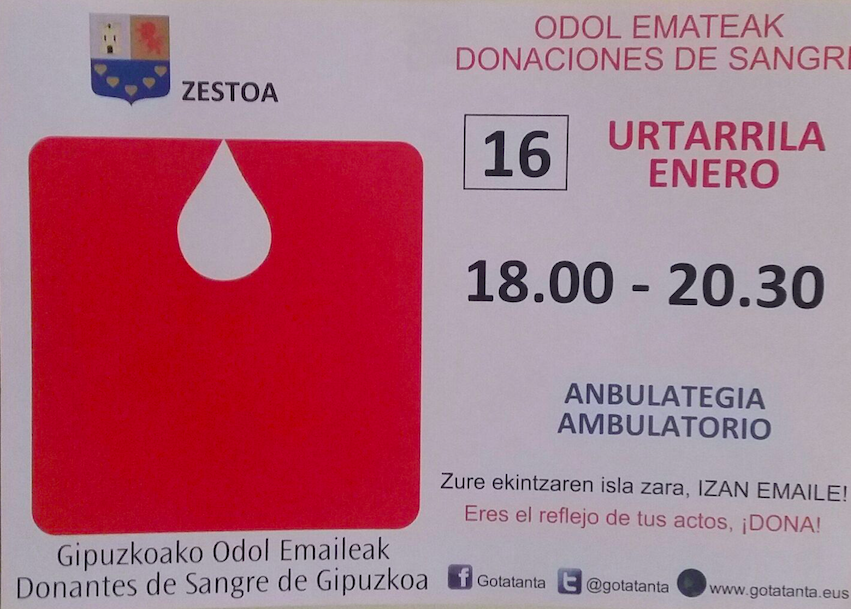 ZESTOA
ODOL EMATEAK
DONACIONES DE SANGRE
16
URTARRILA
ENERO
18.00 - 20.30
ANBULATEGIA
AMBULATORIO
Zure ekintzaren isla zara, IZAN EMAILE!
Eres el reflejo de tus actos, ¡DONA!
Gipuzkoako Odol Emaileak
Donantes de Sangre de Gipuzkoa
Gotatanta @gotatanta www.gotatanta.eus